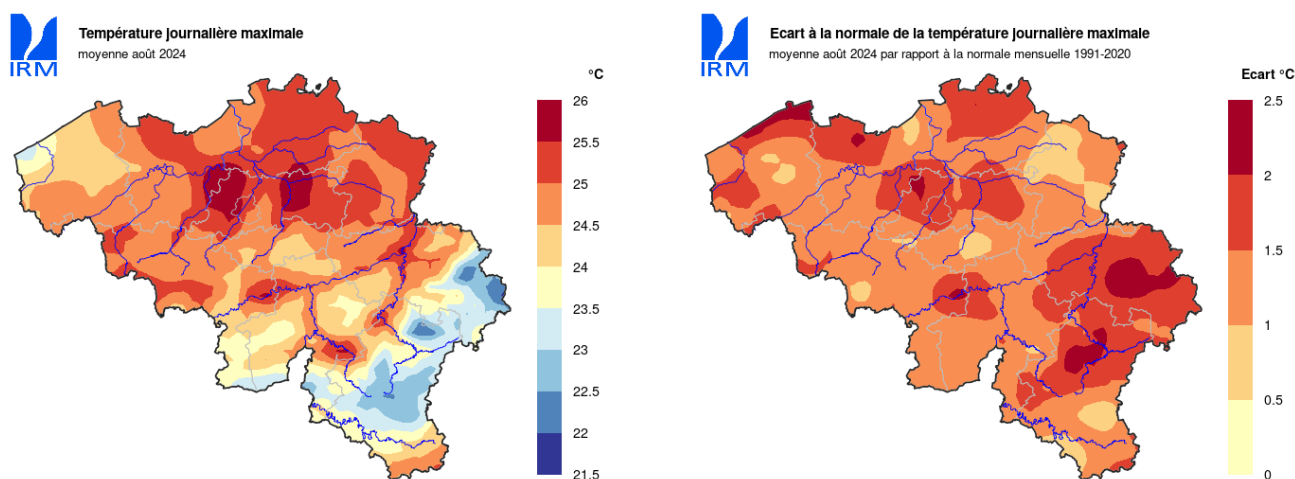 IRM
Température journalière maximale
moyenne août 2024
°C
26
25.5
25
24.5
24
23.5
23
22.5
22
21.5
IRM
Ecart à la normale de la température journalière maximale
moyenne août 2024 par rapport à la normale mensuelle 1991-2020
Ecart °C
2.5
2
1.5
1
0.5
0